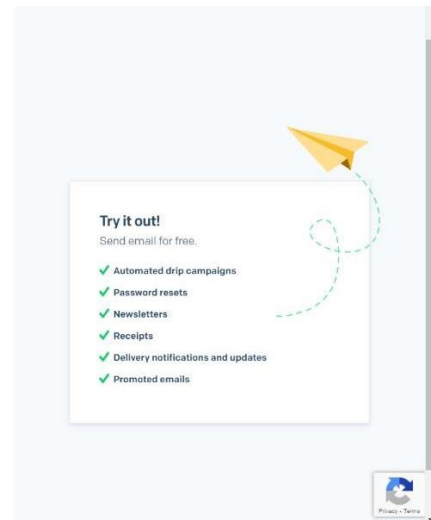 Try it out!
Send email for free.
Automated drip campaigns
Password resets
Newsletters
Receipts
Delivery notifications and updates
Promoted emails
Privacy - Terms